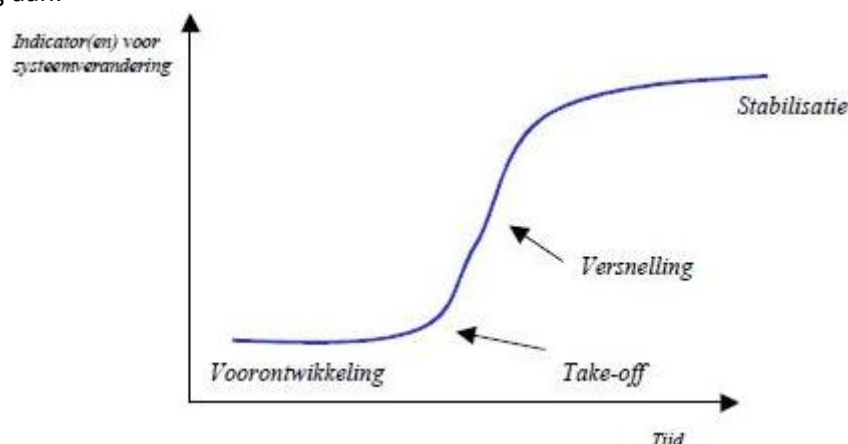 Indicator(en) voor
systeemverandering
Stabilisatie
Versnelling
Voorontwikkeling
Take-off
Tijd